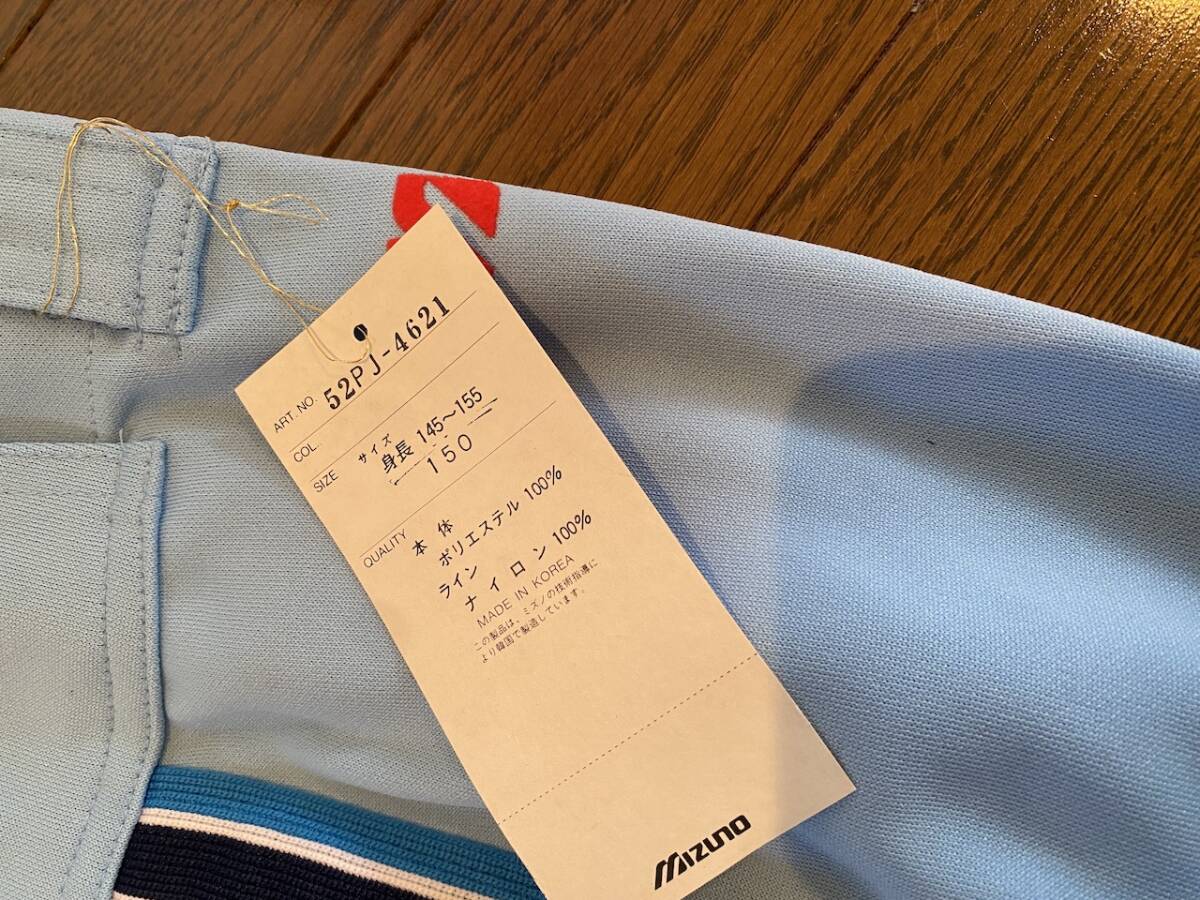 ART. NO. 52PJ-4621
COL.
SIZE サイズ
身長 145～155
150
QUALITY 本体
ポリエステル 100%
ライン
ナイロン 100%
MADE IN KOREA
この製品は、ミズノの技術指導に
より韓国で製造しています。
MIZUNO